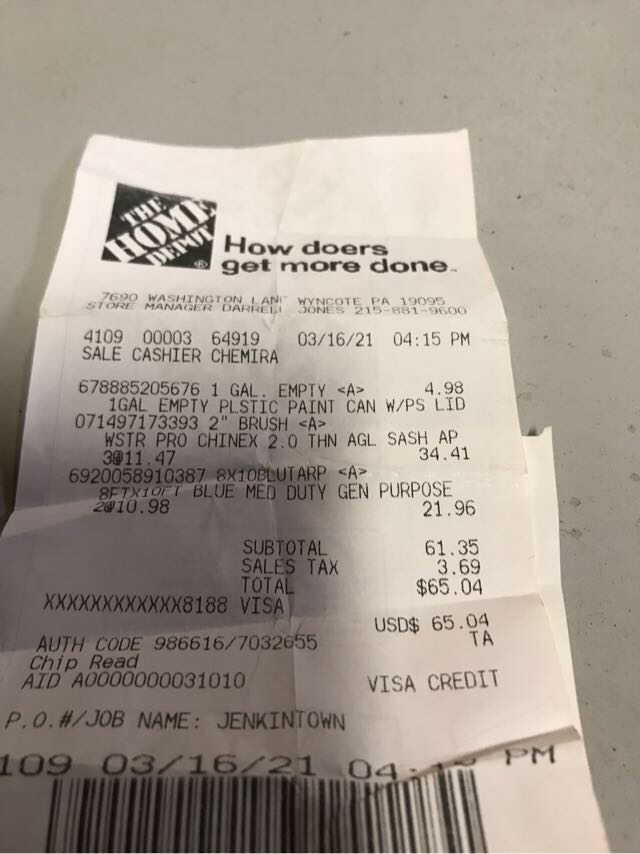 THE
HOME
DEPOT
®
How doers
get more done™
7690 WASHINGTON LANE WYNCOTE PA 19095
STORE MANAGER DARRELL JONES 215-881-9600
4109 00003 64919 03/16/21 04:15 PM
SALE CASHIER CHEMIRA
678885205676 1 GAL. EMPTY <A> 4.98
1GAL EMPTY PLSTIC PAINT CAN W/PS LID
071497173393 2" BRUSH <A>
WSTR PRO CHINEX 2.0 THN AGL SASH AP
3@11.47 34.41
6920058910387 8X10BLUTARP <A>
8FTX10FT BLUE MED DUTY GEN PURPOSE
2@10.98 21.96
SUBTOTAL 61.35
SALES TAX 3.69
TOTAL $65.04
XXXXXXXXXXXX8188 VISA
USD$ 65.04
AUTH CODE 986616/7032655 TA
Chip Read
AID A0000000031010 VISA CREDIT
P.O.#/JOB NAME: JENKINTOWN
109 03/16/21 04 PM